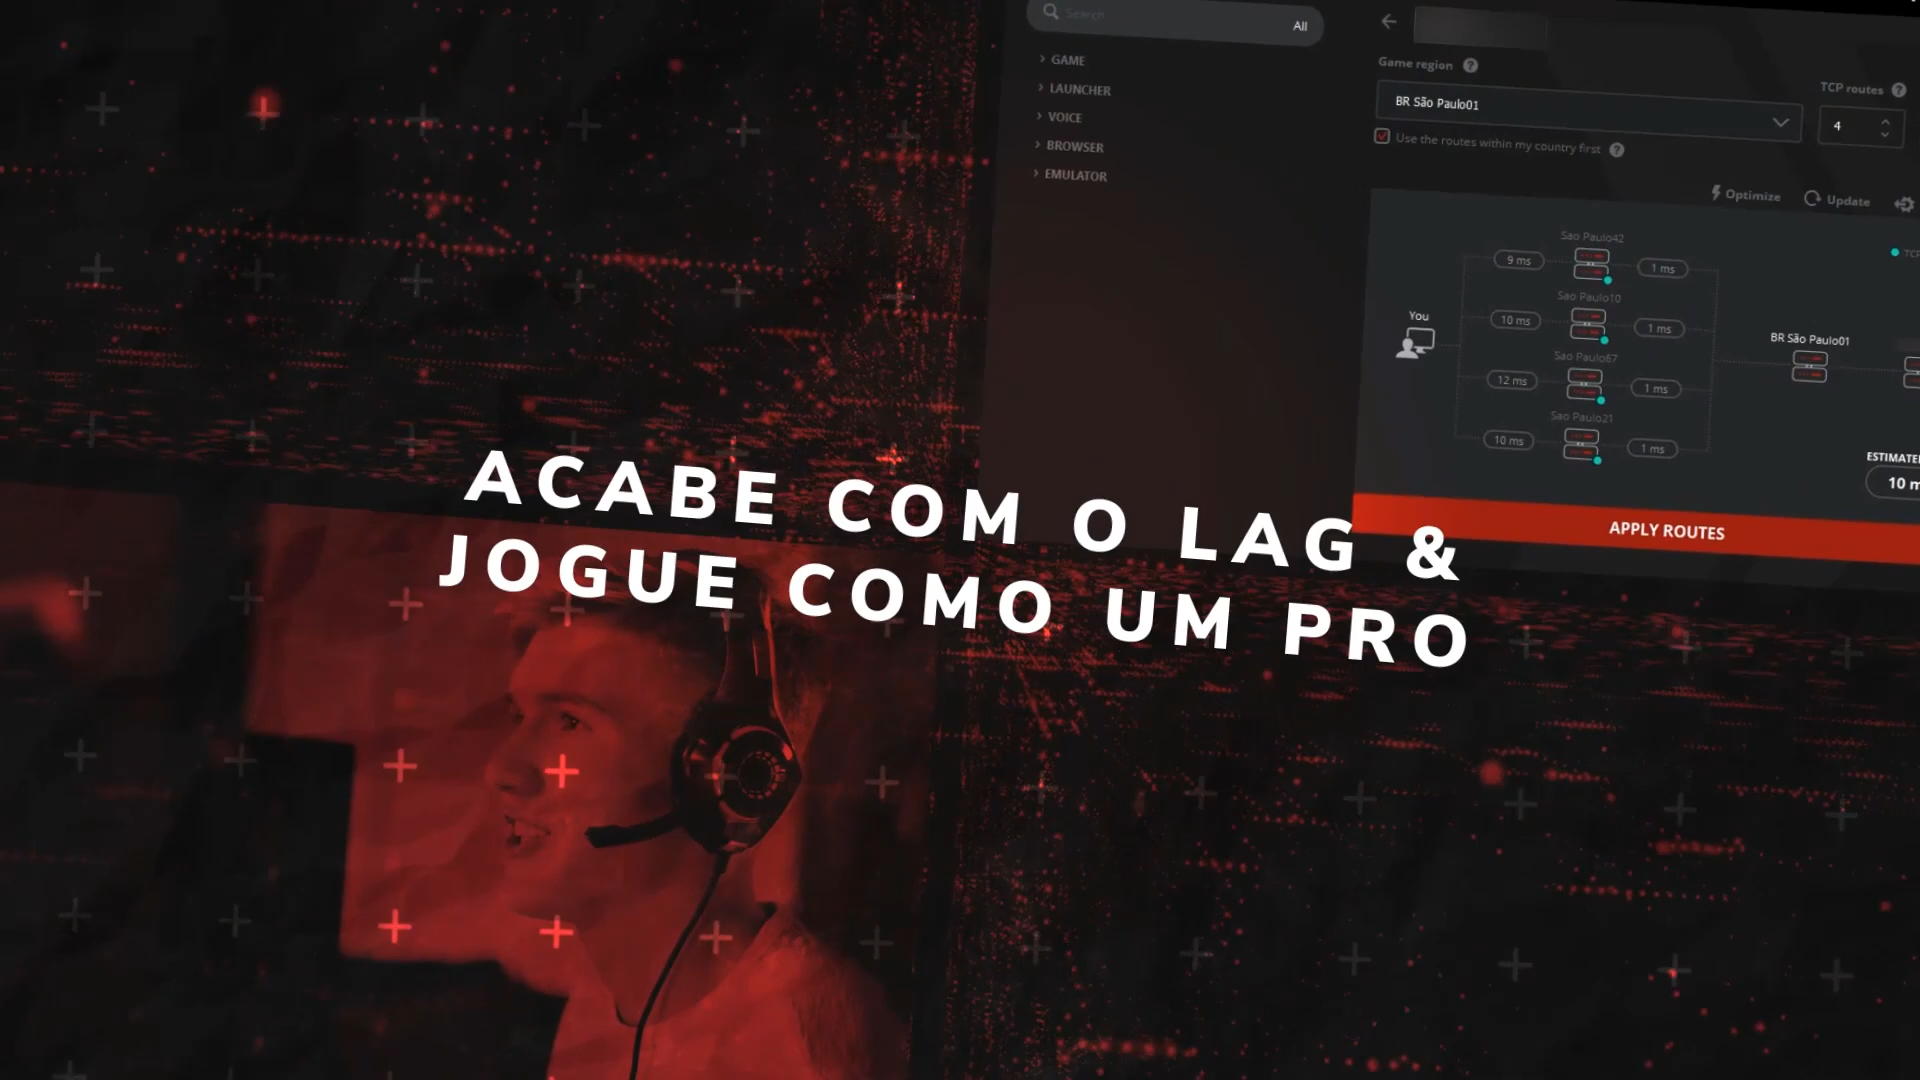 Search
All
GAME
LAUNCHER
VOICE
BROWSER
EMULATOR
Game region
TCP routes
BR São Paulo01
4
Use the routes within my country first
Optimize
Update
Sao Paulo42
9 ms
1 ms
Sao Paulo10
10 ms
1 ms
You
BR São Paulo01
Sao Paulo67
12 ms
1 ms
Sao Paulo21
10 ms
1 ms
APPLY ROUTES
ACABE COM O LAG &
JOGUE COMO UM PRO